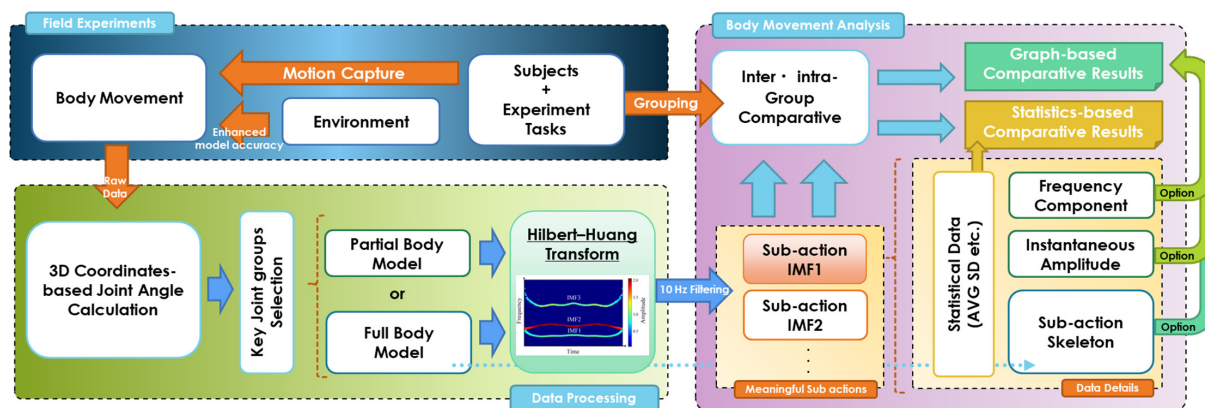 Field Experiments
Body Movement
Motion Capture
Enhanced
model accuracy
Environment
Subjects
+
Experiment
Tasks
Grouping
Raw
Data
3D Coordinates-
based Joint Angle
Calculation
Key Joint groups
Selection
Partial Body
Model
or
Full Body
Model
Hilbert–Huang
Transform
Frequency
IMF3
IMF2
IMF1
Time
Amplitude
10 Hz Filtering
Data Processing
Body Movement Analysis
Inter · intra-
Group
Comparative
Graph-based
Comparative Results
Statistics-based
Comparative Results
Sub-action
IMF1
Sub-action
IMF2
Meaningful Sub actions
Statistical Data
(AVG SD etc.)
Frequency
Component
Instantaneous
Amplitude
Sub-action
Skeleton
Option
Option
Option
Data Details